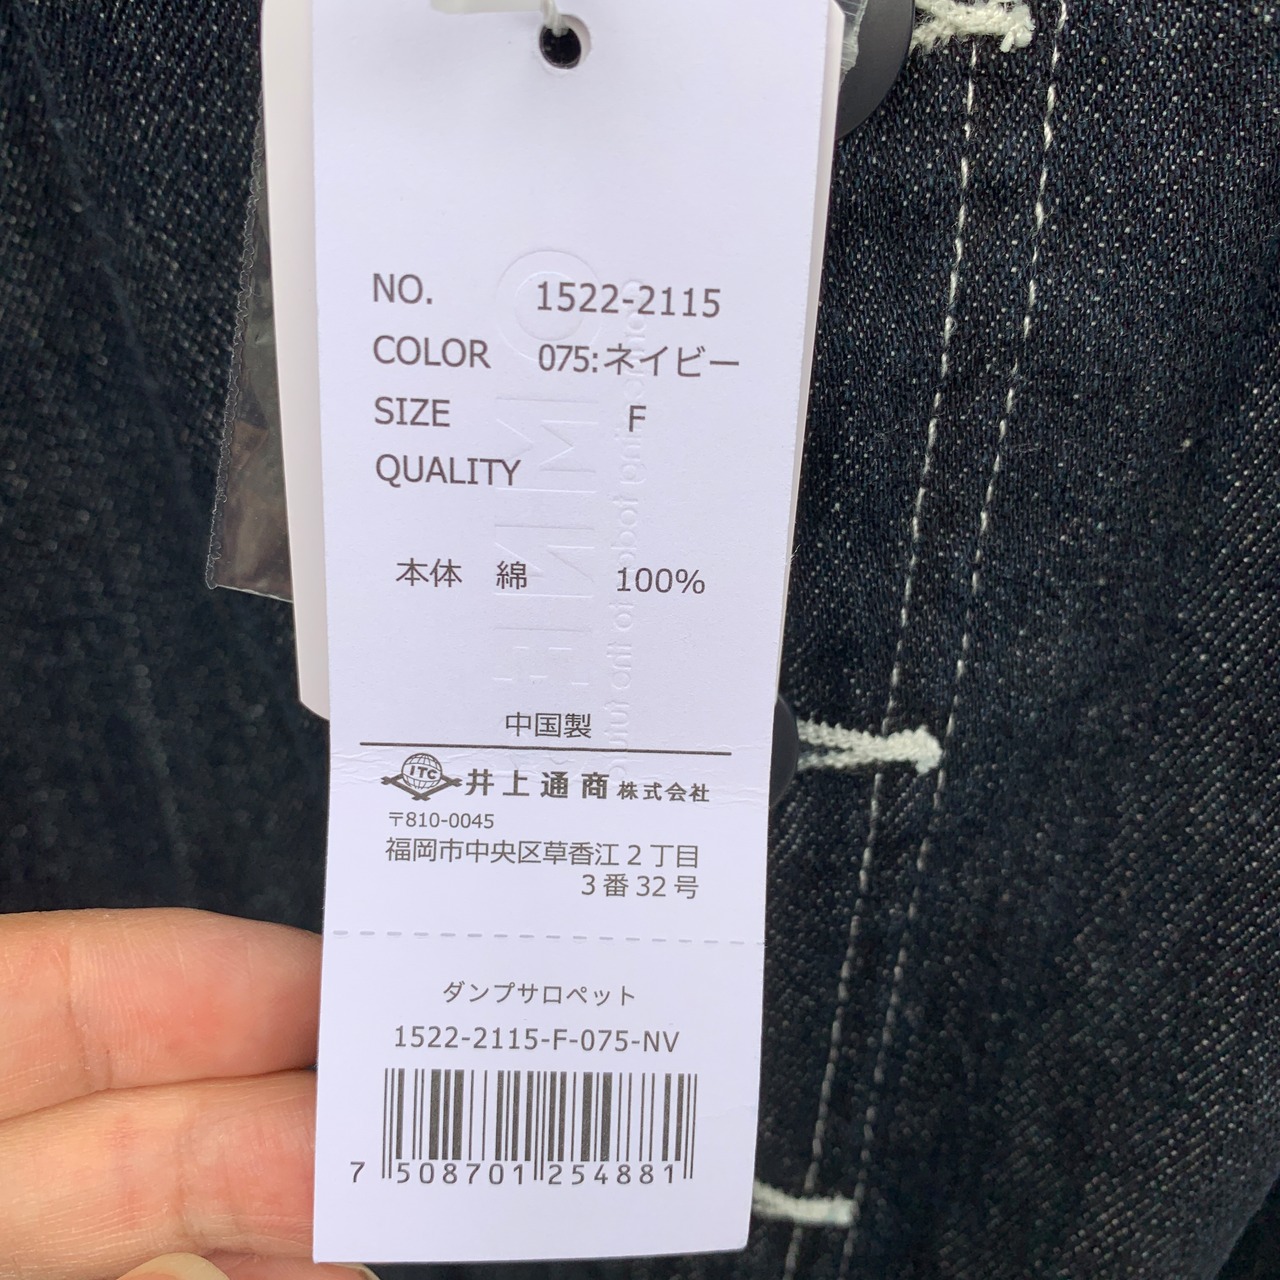 NO. 1522-2115
COLOR 075:ネイビー
SIZE F
QUALITY
本体 綿 100%
中国製
ITC 井上通商株式会社
〒810-0045
福岡市中央区草香江2丁目
3番32号
ダンプサロペット
1522-2115-F-075-NV
7 508701 254881